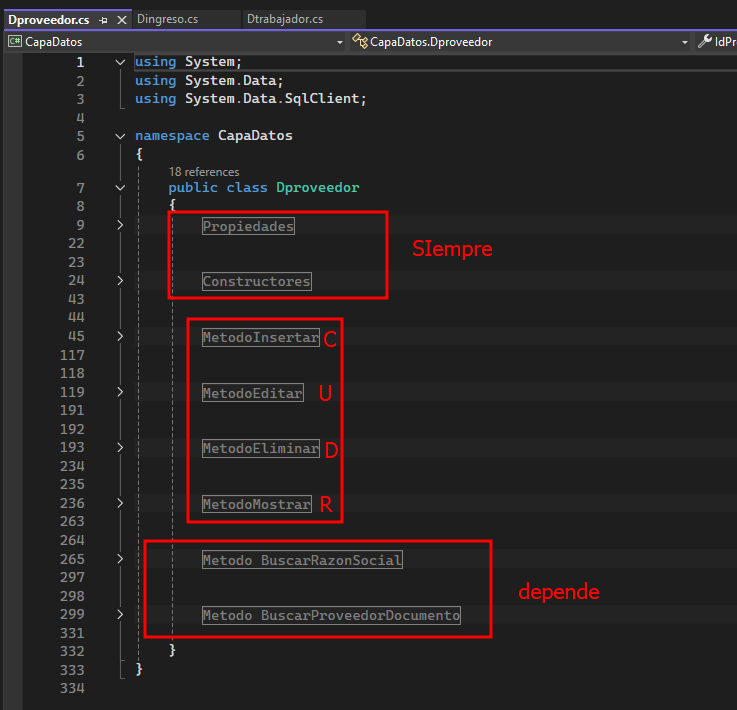 Dproveedor.cs Dingreso.cs Dtrabajador.cs
C# CapaDatos CapaDatos.Dproveedor IdPr
1 using System;
2 using System.Data;
3 using System.Data.SqlClient;
4
5 namespace CapaDatos
6 {
18 references
7 public class Dproveedor
8 {
9 Propiedades
22
SIempre
23
24 Constructores
43
44
45 MetodoInsertar C
117
118
119 MetodoEditar U
191
192
193 MetodoEliminar D
234
235
236 MetodoMostrar R
263
264
265 Metodo BuscarRazonSocial
297
depende
298
299 Metodo BuscarProveedorDocumento
331
332 }
333 }
334